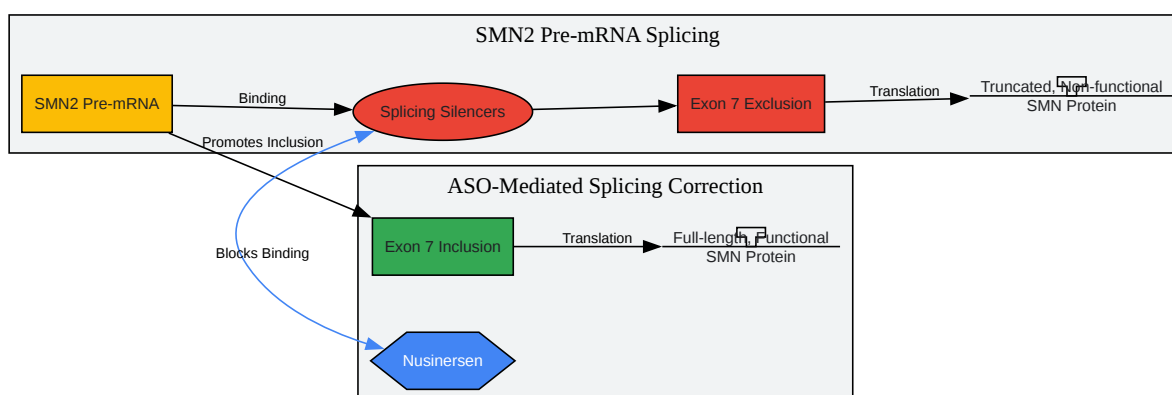 SMN2 Pre-mRNA Splicing
SMN2 Pre-mRNA
Binding
Splicing Silencers
Exon 7 Exclusion
Translation
Truncated, Non-functional
SMN Protein
Promotes Inclusion
ASO-Mediated Splicing Correction
Exon 7 Inclusion
Translation
Full-length, Functional
SMN Protein
Blocks Binding
Nusinersen